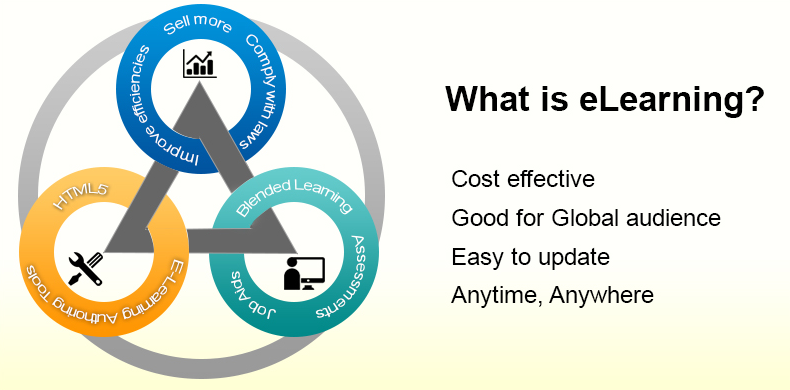 Sell more
Comply with laws
Improve efficiencies
HTML5
E-Learning Authoring Tools
Blended Learning
Assessments
Job Aids
What is eLearning?
Cost effective
Good for Global audience
Easy to update
Anytime, Anywhere